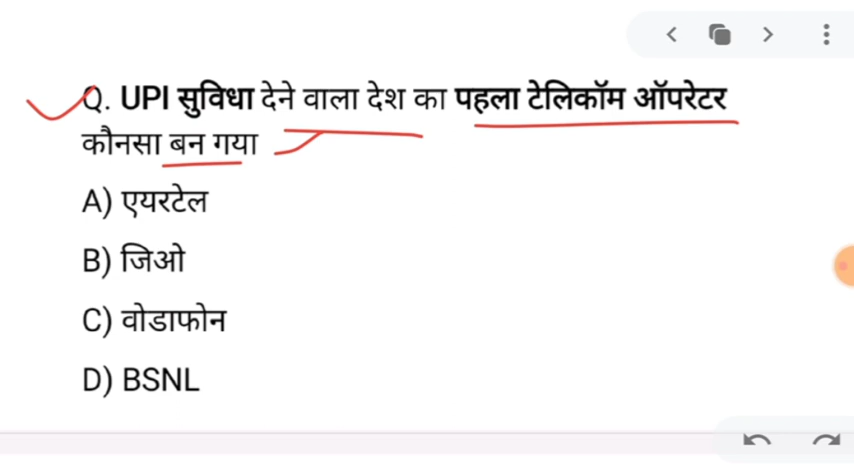 Q. UPI सुविधा देने वाला देश का पहला टेलिकॉम ऑपरेटर
कौनसा बन गया
A) एयरटेल
B) जिओ
C) वोडाफोन
D) BSNL